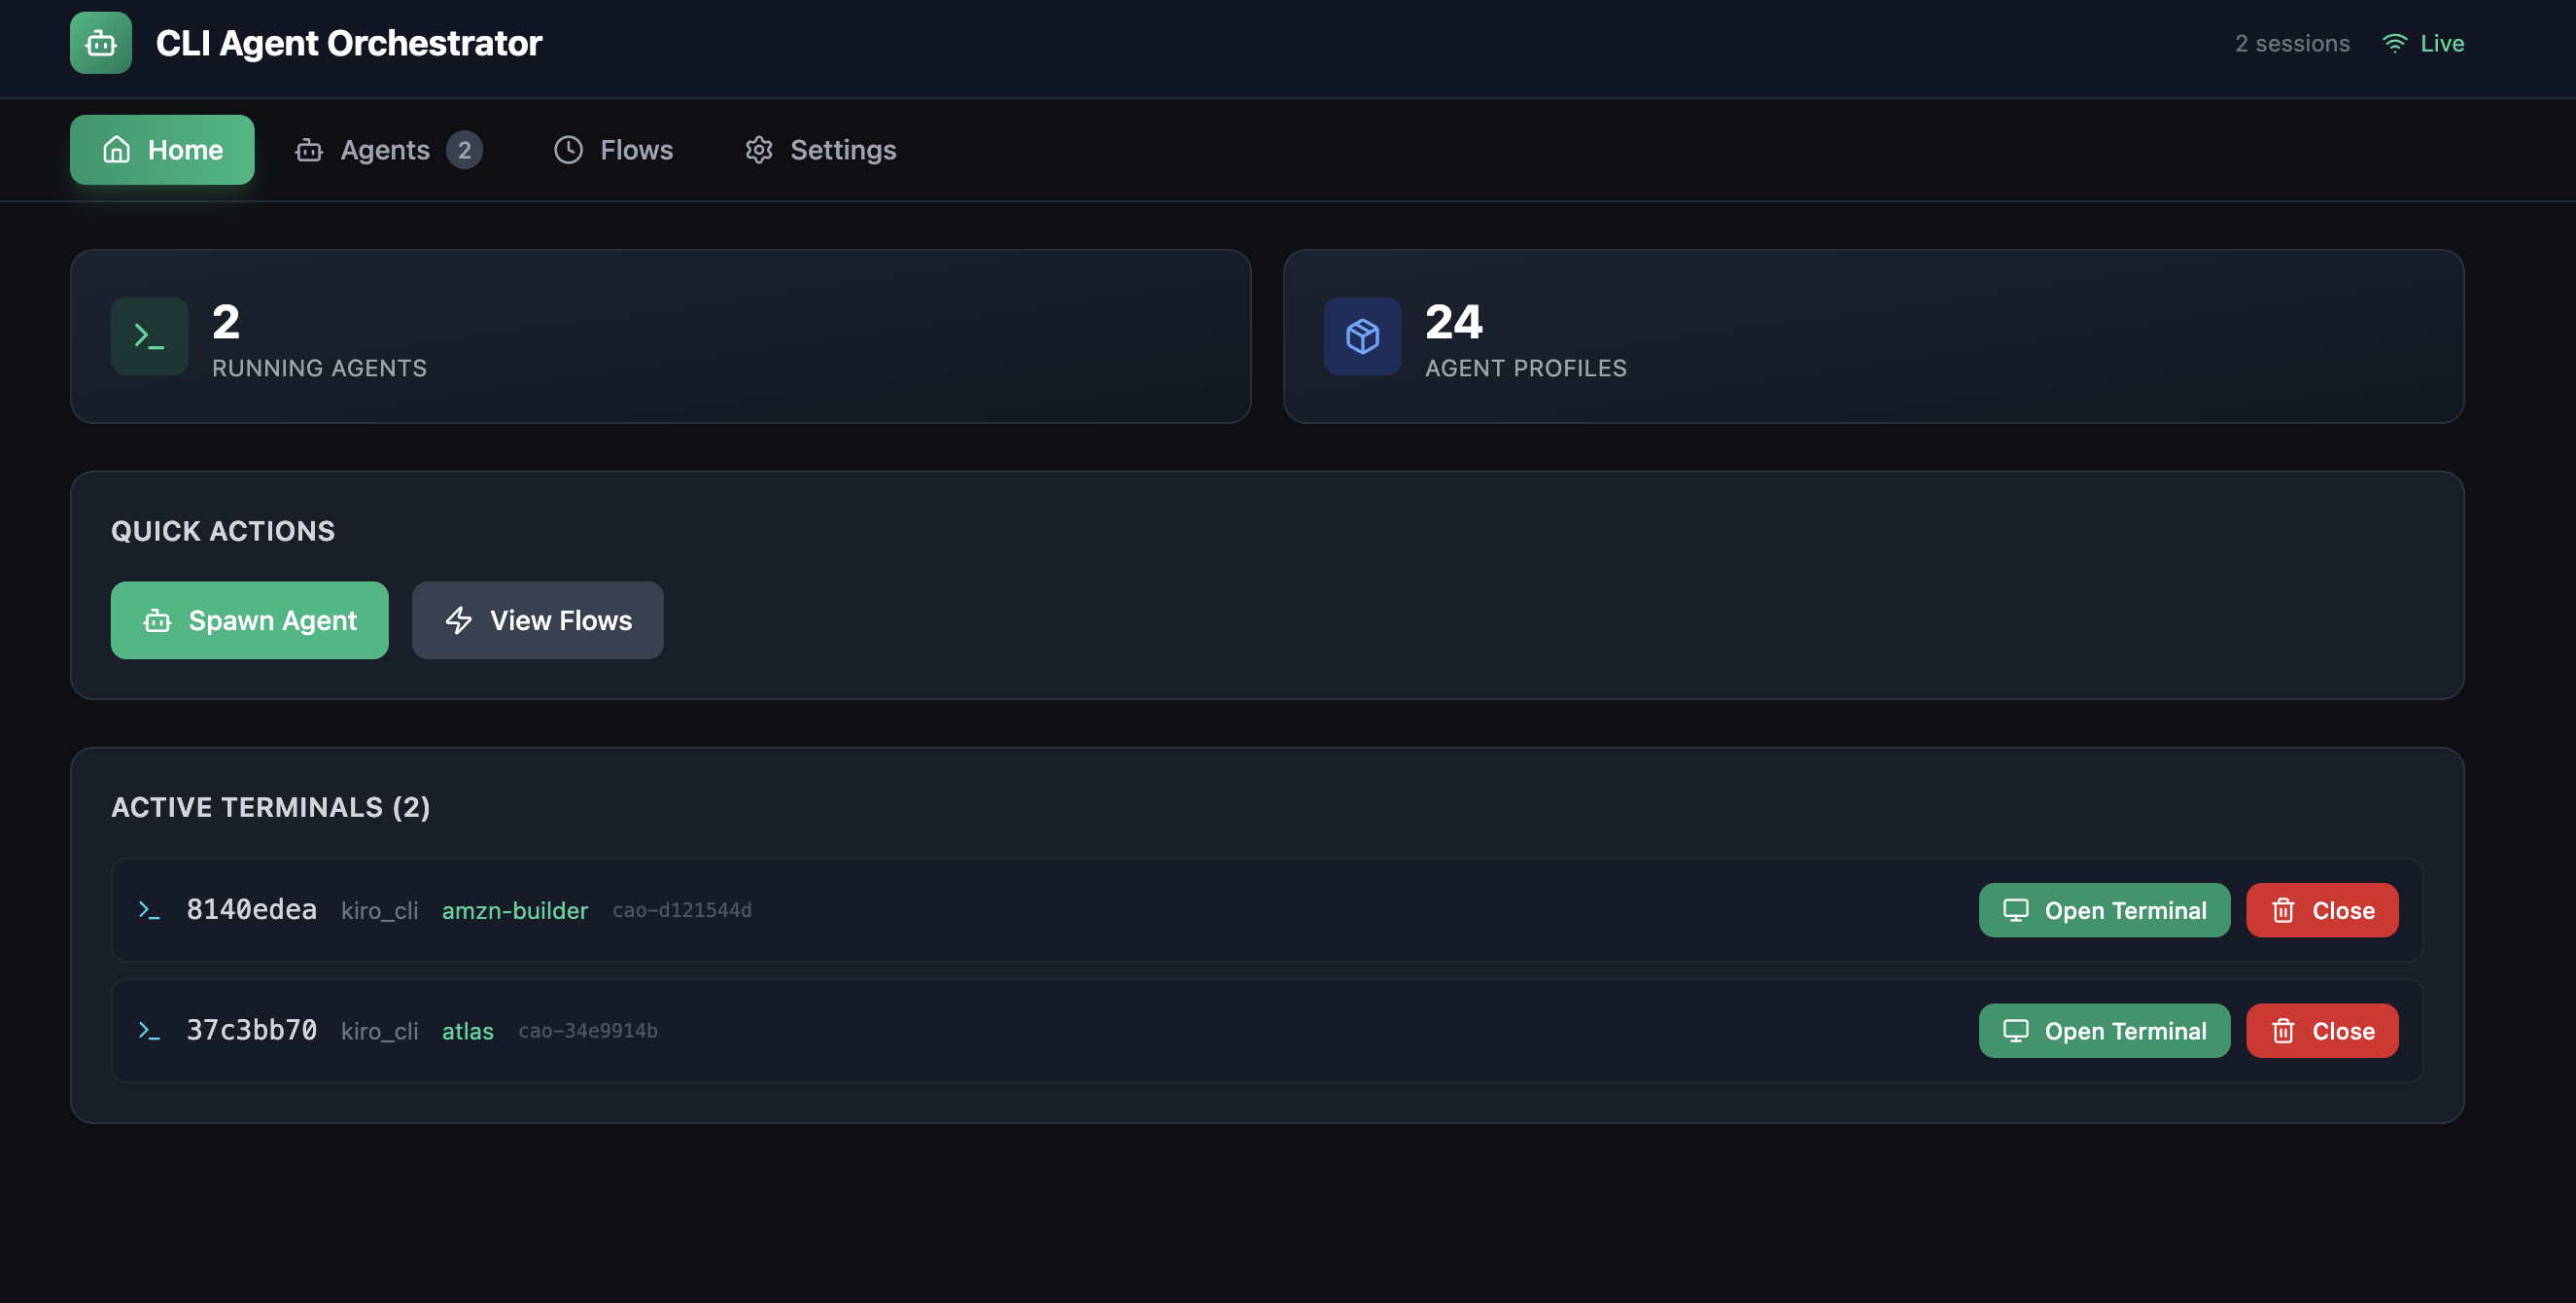 CLI Agent Orchestrator
2 sessions Live
Home Agents 2 Flows Settings
2
RUNNING AGENTS
24
AGENT PROFILES
QUICK ACTIONS
Spawn Agent View Flows
ACTIVE TERMINALS (2)
8140edea kiro_cli amzn-builder cao-d121544d Open Terminal Close
37c3bb70 kiro_cli atlas cao-34e9914b Open Terminal Close